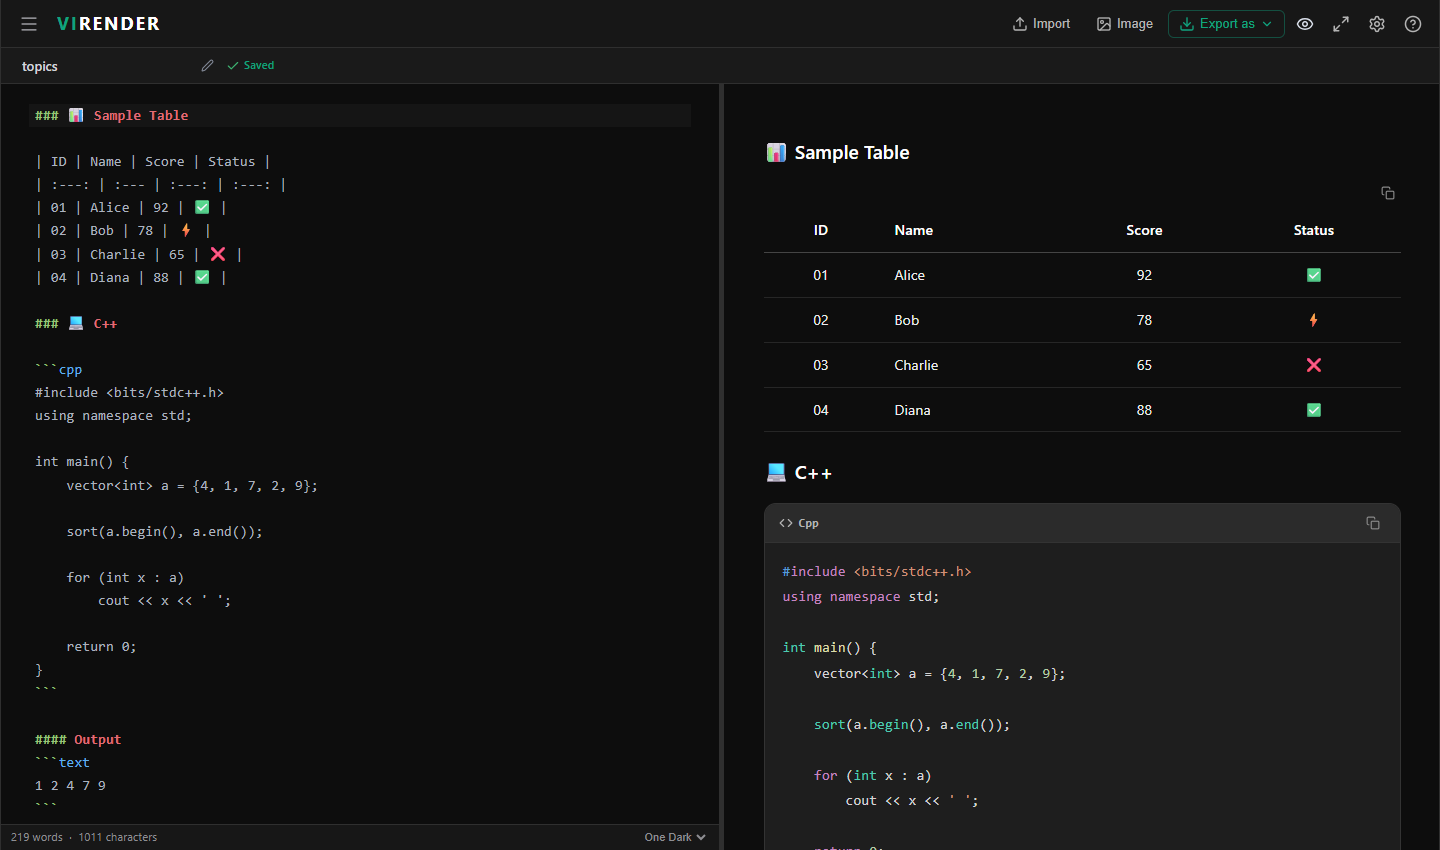 VIRENDER
Import
Image
Export as
topics
Saved
### 📊 Sample Table
| ID | Name | Score | Status |
| :---: | :--- | :---: | :---: |
| 01 | Alice | 92 | ✅ |
| 02 | Bob | 78 | ⚡ |
| 03 | Charlie | 65 | ❌ |
| 04 | Diana | 88 | ✅ |
### 💻 C++
```cpp
#include <bits/stdc++.h>
using namespace std;
int main() {
    vector<int> a = {4, 1, 7, 2, 9};
    sort(a.begin(), a.end());
    for (int x : a)
        cout << x << ' ';
    return 0;
}
```
#### Output
```text
1 2 4 7 9
```
219 words · 1011 characters
One Dark
📊 Sample Table
ID Name Score Status
01 Alice 92 ✅
02 Bob 78 ⚡
03 Charlie 65 ❌
04 Diana 88 ✅
💻 C++
<> Cpp
#include <bits/stdc++.h>
using namespace std;
int main() {
    vector<int> a = {4, 1, 7, 2, 9};
    sort(a.begin(), a.end());
    for (int x : a)
        cout << x << ' ';
    return 0;